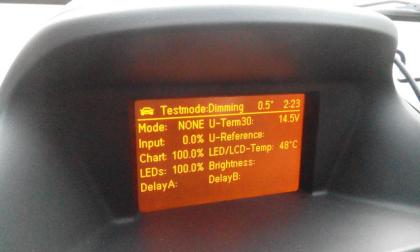 Testmode:Dimming 0.5° 2:23
Mode: NONE U-Term30: 14.5V
Input: 0.0% U-Reference:
Chart: 100.0% LED/LCD-Temp: 48°C
LEDs: 100.0% Brightness:
DelayA: DelayB: